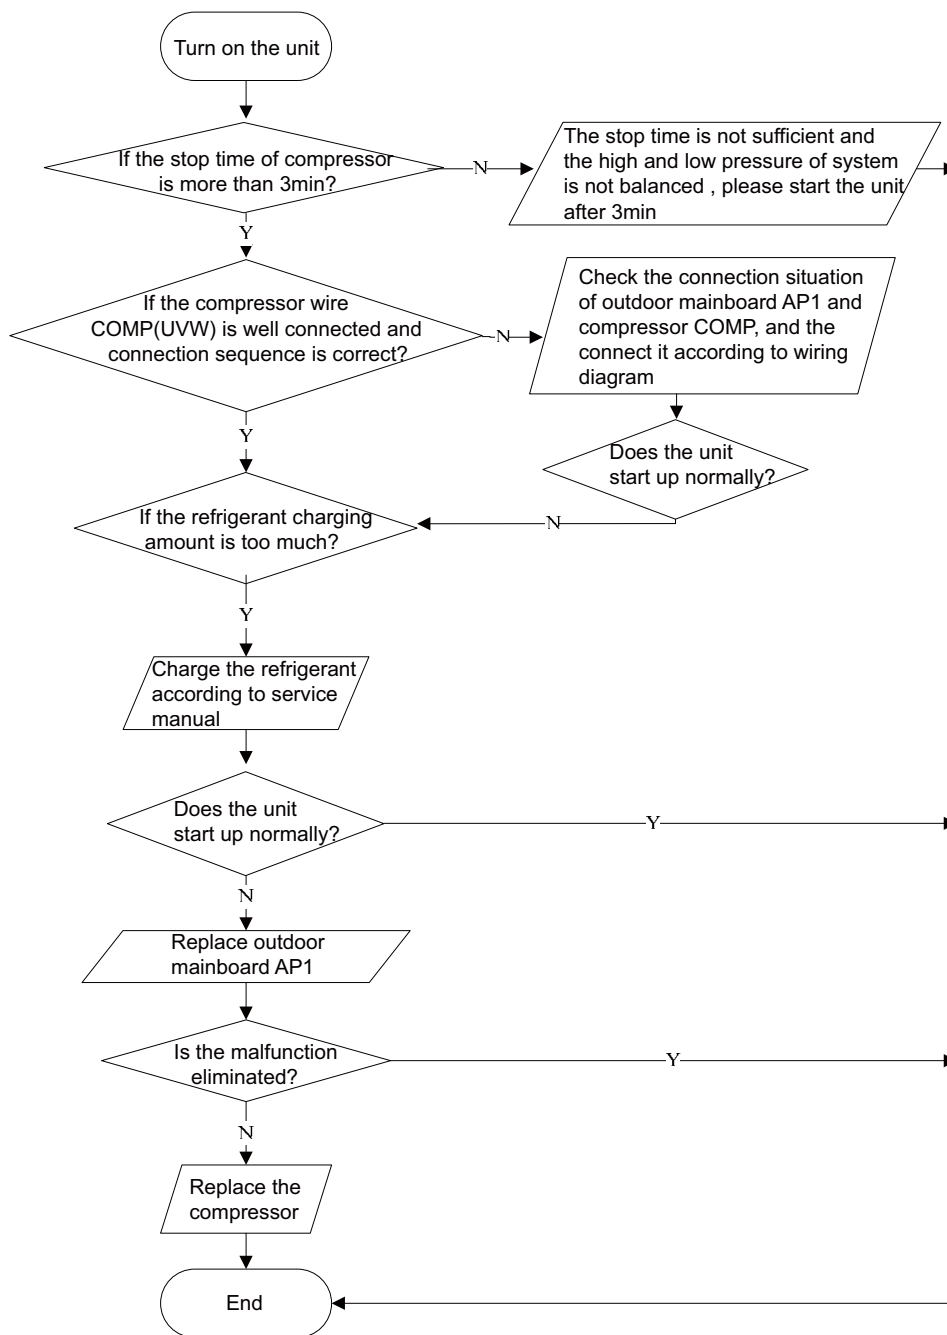 Turn on the unit
If the stop time of compressor
is more than 3min?
N
The stop time is not sufficient and
the high and low pressure of system
is not balanced , please start the unit
after 3min
Y
If the compressor wire
COMP(UVW) is well connected and
connection sequence is correct?
N
Check the connection situation
of outdoor mainboard AP1 and
compressor COMP, and the
connect it according to wiring
diagram
Y
Does the unit
start up normally?
N
If the refrigerant charging
amount is too much?
Y
Charge the refrigerant
according to service
manual
Does the unit
start up normally?
Y
N
Replace outdoor
mainboard AP1
Is the malfunction
eliminated?
Y
N
Replace the
compressor
End